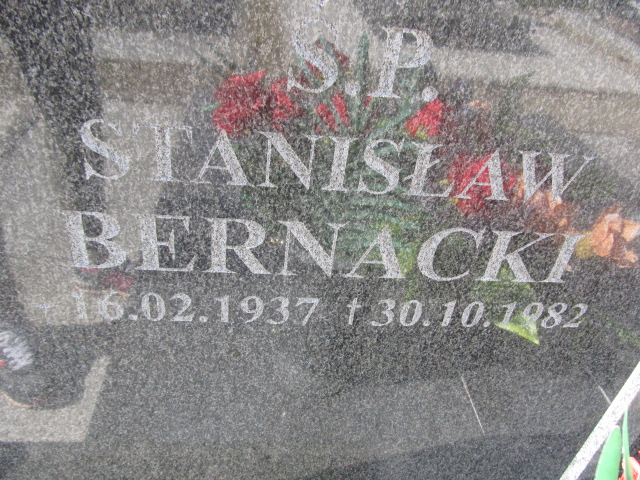 Ś.P.
STANISŁAW
BERNACKI
* 16.02.1937 † 30.10.1982